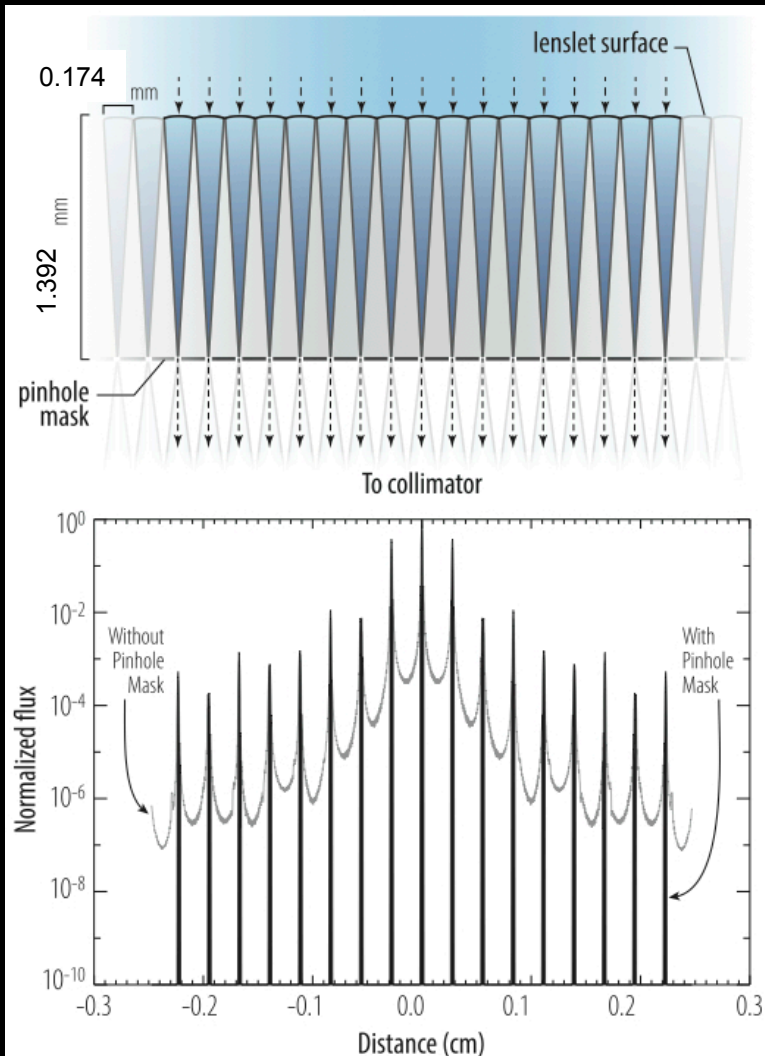 lenslet surface
0.174
mm
1.392
mm
pinhole
mask
To collimator
10⁰
10⁻²
10⁻⁴
10⁻⁶
10⁻⁸
10⁻¹⁰
Normalized flux
Without
Pinhole
Mask
With
Pinhole
Mask
−0.3
−0.2
−0.1
0.0
0.1
0.2
0.3
Distance (cm)